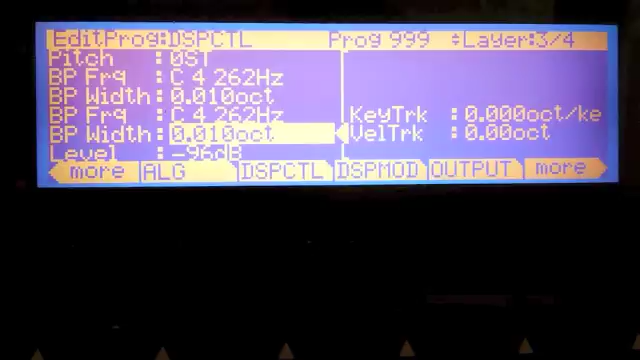 EditProg:DSPCTL Prog 999 Layer:3/4
Pitch :0ST
BP Frq :C 4 262Hz
BP Width:0.010oct
BP Frq :C 4 262Hz KeyTrk :0.000oct/ke
BP Width:0.010oct VelTrk :0.00oct
Level :-96dB
more ALG DSPCTL DSPMOD OUTPUT more